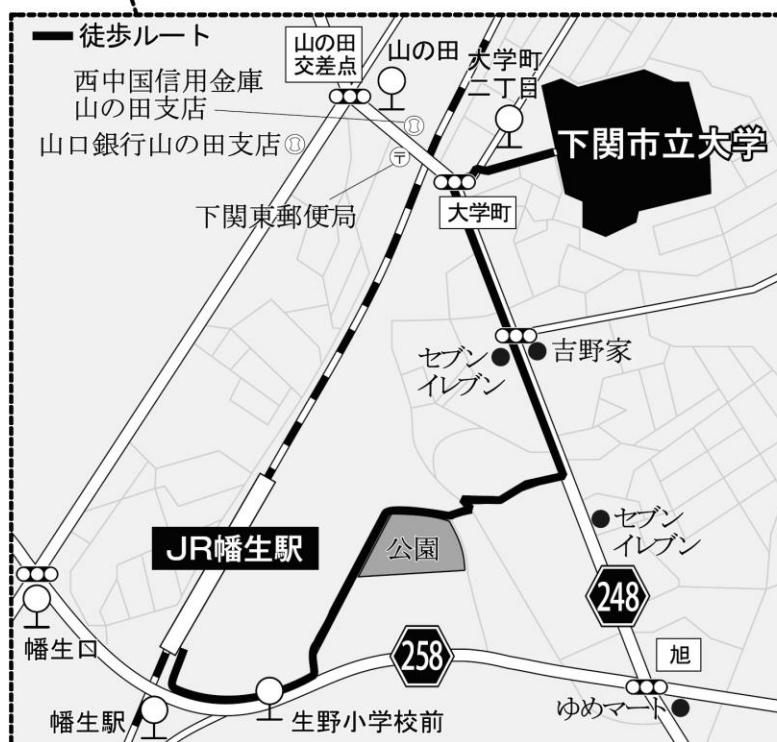 徒歩ルート
山の田
交差点
山の田
大学町
二丁目
西中国信用金庫
山の田支店
山口銀行山の田支店
下関市立大学
〒
下関東郵便局
大学町
セブン
イレブン
吉野家
セブン
イレブン
公園
JR幡生駅
248
幡生口
258
旭
幡生駅
生野小学校前
ゆめマート